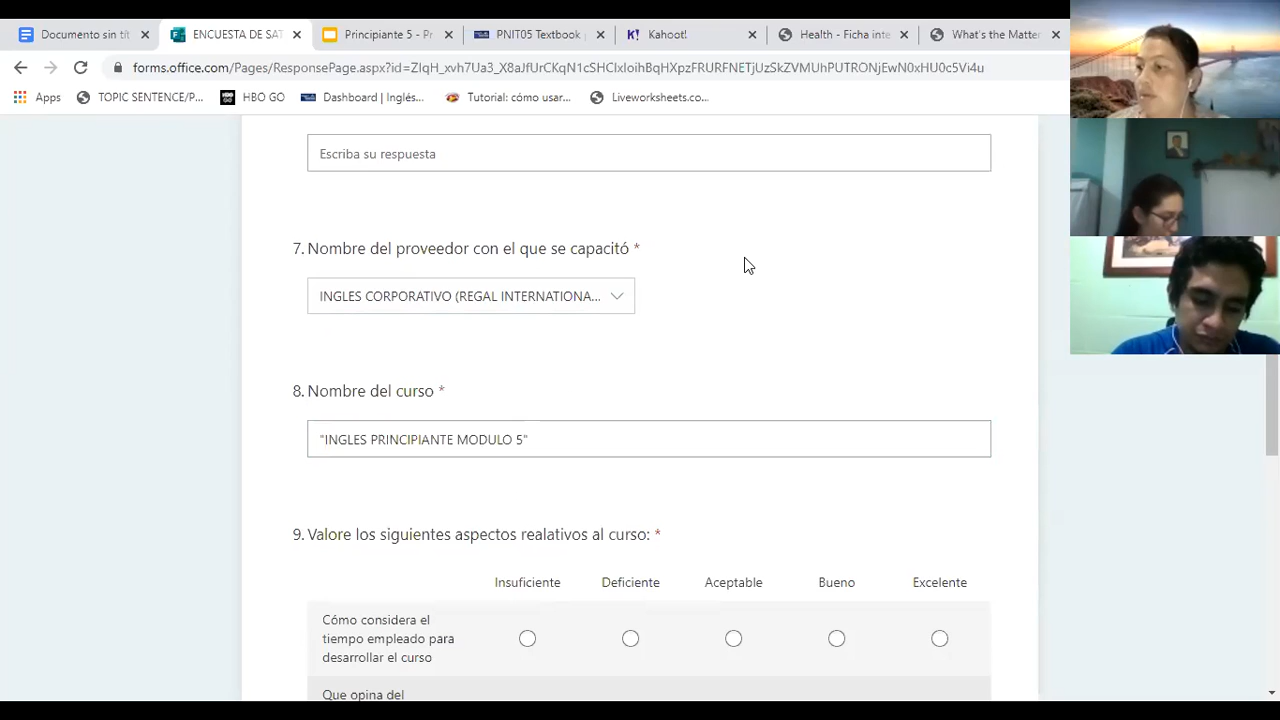 Documento sin tít
ENCUESTA DE SAT
Principiante 5 - Pr
PNIT05 Textbook
Kahoot!
Health - Ficha inte
What's the Matter
forms.office.com/Pages/ResponsePage.aspx?id=ZIqH_xvh7Ua3_X8aJfUrCKqN1cSHCIxIoihBqHXpzFRURFNETjUzSkZVMUhPUTRONjEwN0xHU0c5Vi4u
Apps
TOPIC SENTENCE/P...
HBO GO
Dashboard | Inglés...
Tutorial: cómo usar...
Liveworksheets.co...
Escriba su respuesta
7. Nombre del proveedor con el que se capacitó *
INGLES CORPORATIVO (REGAL INTERNATIONA...
8. Nombre del curso *
"INGLES PRINCIPIANTE MODULO 5"
9. Valore los siguientes aspectos realativos al curso: *
Insuficiente
Deficiente
Aceptable
Bueno
Excelente
Cómo considera el
tiempo empleado para
desarrollar el curso
Que opina del